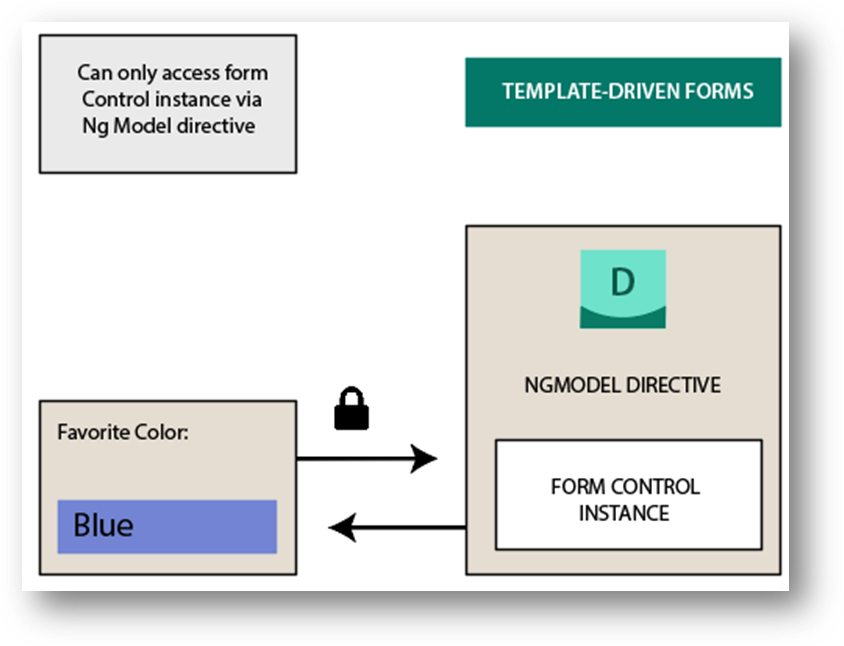 Can only access form
Control instance via
Ng Model directive
TEMPLATE-DRIVEN FORMS
D
NGMODEL DIRECTIVE
Favorite Color:
Blue
FORM CONTROL
INSTANCE